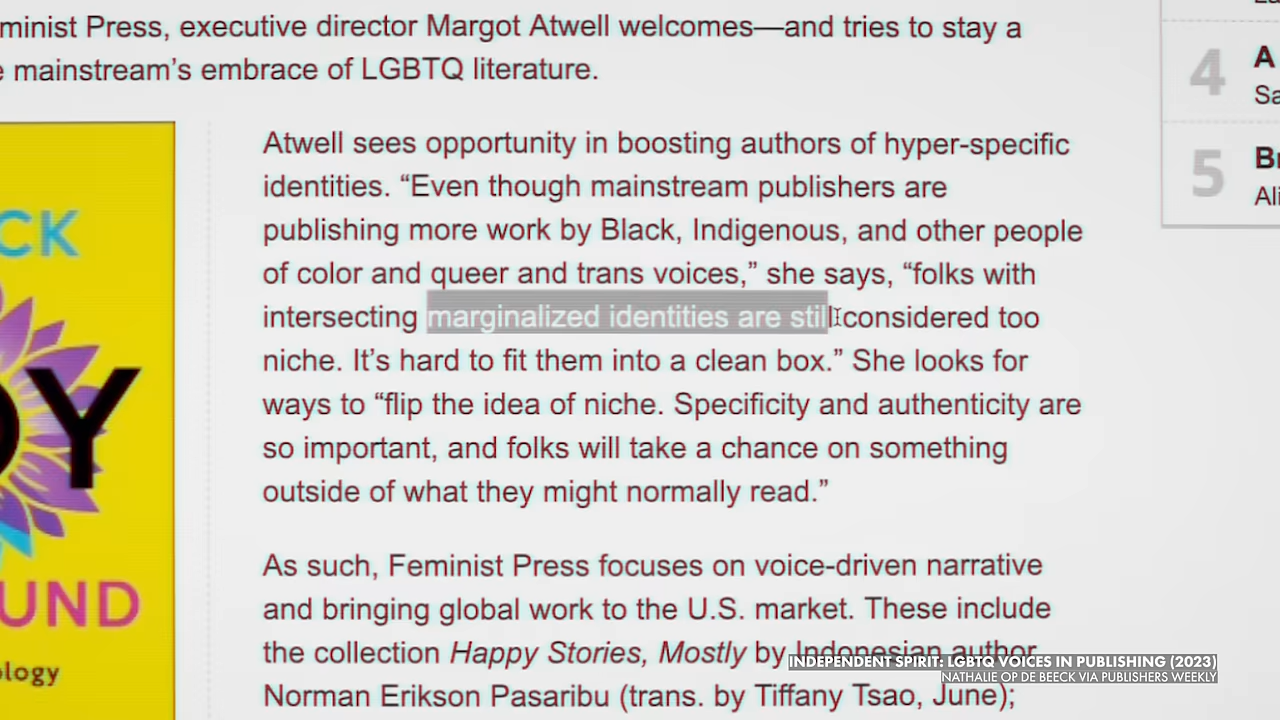 minist Press, executive director Margot Atwell welcomes—and tries to stay a
e mainstream’s embrace of LGBTQ literature.
Atwell sees opportunity in boosting authors of hyper-specific
identities. “Even though mainstream publishers are
publishing more work by Black, Indigenous, and other people
of color and queer and trans voices,” she says, “folks with
intersecting marginalized identities are still considered too
niche. It’s hard to fit them into a clean box.” She looks for
ways to “flip the idea of niche. Specificity and authenticity are
so important, and folks will take a chance on something
outside of what they might normally read.”
As such, Feminist Press focuses on voice-driven narrative
and bringing global work to the U.S. market. These include
the collection Happy Stories, Mostly by Indonesian author
Norman Erikson Pasaribu (trans. by Tiffany Tsao, June);
CK
OY
UND
ology
4 A
Sa
5 Br
Ali
INDEPENDENT SPIRIT: LGBTQ VOICES IN PUBLISHING (2023)
NATHALIE OP DE BEECK VIA PUBLISHERS WEEKLY